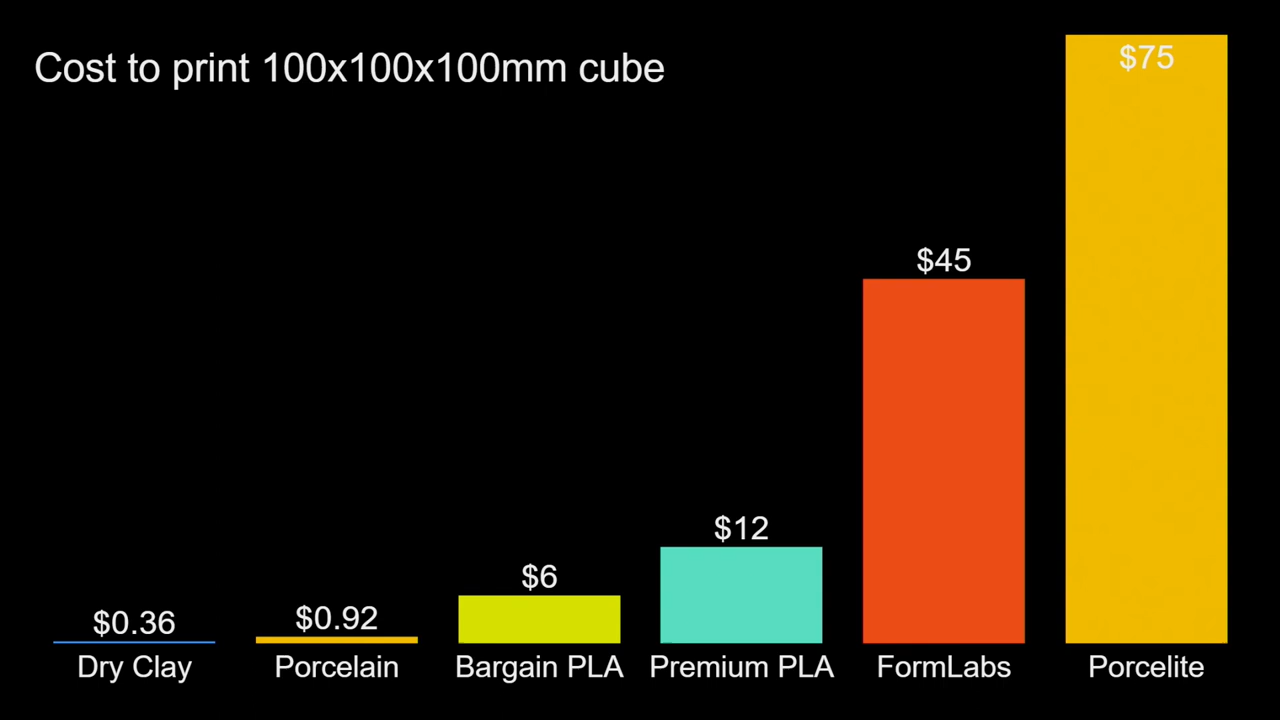 Cost to print 100x100x100mm cube
$75
$45
$12
$6
$0.92
$0.36
Dry Clay
Porcelain
Bargain PLA
Premium PLA
FormLabs
Porcelite